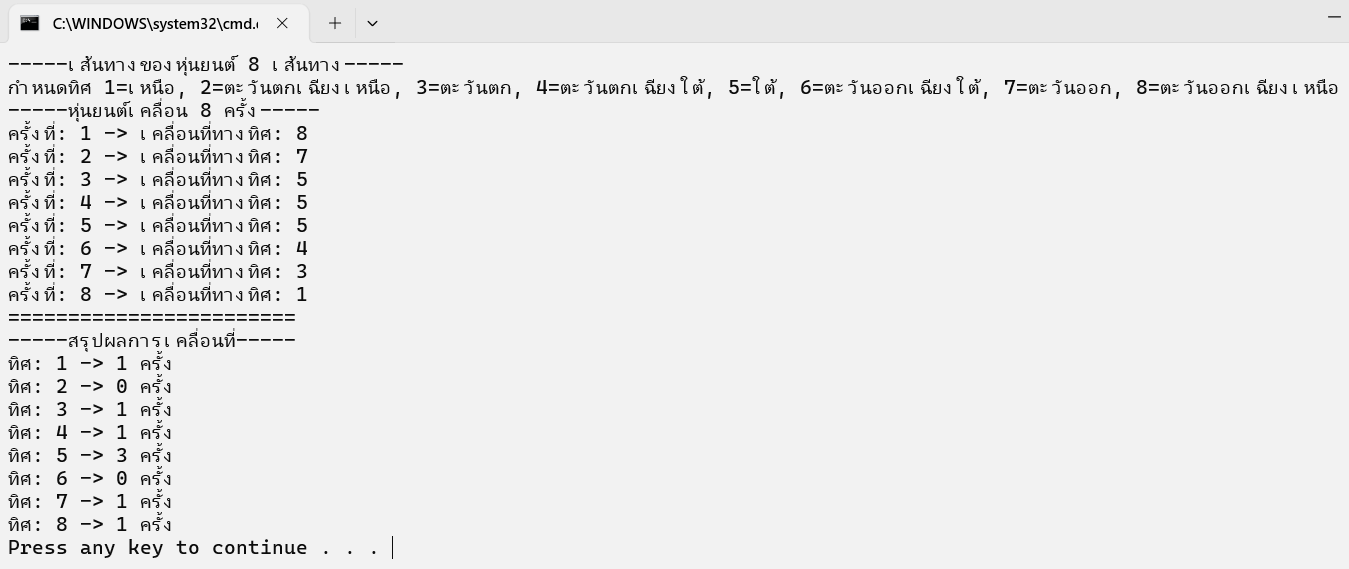 C:\WINDOWS\system32\cmd.
-----เส้นทางของหุ่นยนต์ 8 เส้นทาง-----
กำหนดทิศ 1=เหนือ, 2=ตะวันตกเฉียงเหนือ, 3=ตะวันตก, 4=ตะวันตกเฉียงใต้, 5=ใต้, 6=ตะวันออกเฉียงใต้, 7=ตะวันออก, 8=ตะวันออกเฉียงเหนือ
-----หุ่นยนต์เคลื่อน 8 ครั้ง-----
ครั้งที่: 1 -> เคลื่อนที่ทางทิศ: 8
ครั้งที่: 2 -> เคลื่อนที่ทางทิศ: 7
ครั้งที่: 3 -> เคลื่อนที่ทางทิศ: 5
ครั้งที่: 4 -> เคลื่อนที่ทางทิศ: 5
ครั้งที่: 5 -> เคลื่อนที่ทางทิศ: 5
ครั้งที่: 6 -> เคลื่อนที่ทางทิศ: 4
ครั้งที่: 7 -> เคลื่อนที่ทางทิศ: 3
ครั้งที่: 8 -> เคลื่อนที่ทางทิศ: 1
========================
-----สรุปผลการเคลื่อนที่-----
ทิศ: 1 -> 1 ครั้ง
ทิศ: 2 -> 0 ครั้ง
ทิศ: 3 -> 1 ครั้ง
ทิศ: 4 -> 1 ครั้ง
ทิศ: 5 -> 3 ครั้ง
ทิศ: 6 -> 0 ครั้ง
ทิศ: 7 -> 1 ครั้ง
ทิศ: 8 -> 1 ครั้ง
Press any key to continue . . .